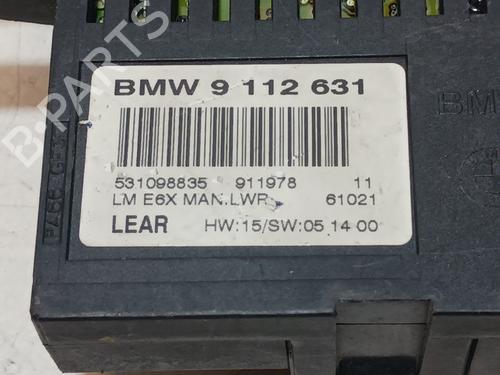 BMW 9 112 631
531098835 911978 11
LM E6X MAN.LWR 61021
LEAR HW:15/SW:05 14 00
BMW
B-PARTS